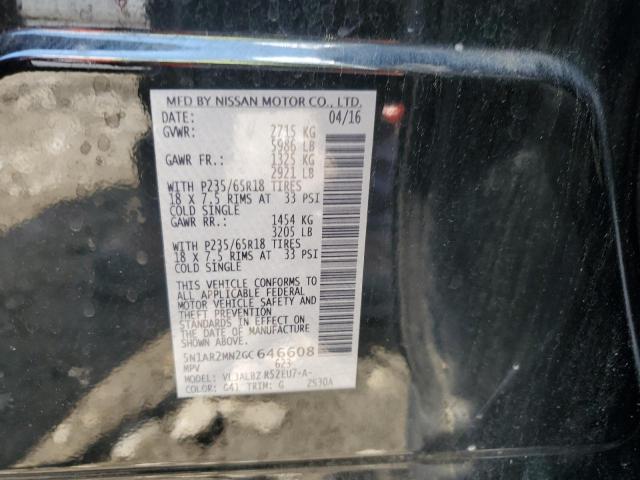 MFD BY NISSAN MOTOR CO., LTD.
DATE: 04/16
GVWR: 2715 KG
5986 LB
GAWR FR.: 1325 KG
2921 LB
WITH P235/65R18 TIRES
18 X 7.5 RIMS AT 33 PSI
COLD SINGLE
GAWR RR.: 1454 KG
3205 LB
WITH P235/65R18 TIRES
18 X 7.5 RIMS AT 33 PSI
COLD SINGLE
THIS VEHICLE CONFORMS TO
ALL APPLICABLE FEDERAL
MOTOR VEHICLE SAFETY AND
THEFT PREVENTION
STANDARDS IN EFFECT ON
THE DATE OF MANUFACTURE
SHOWN ABOVE.
5N1AR2MN2GC646608
MPV 623
MODEL:
COLOR: G41 TRIM: G 2S30A